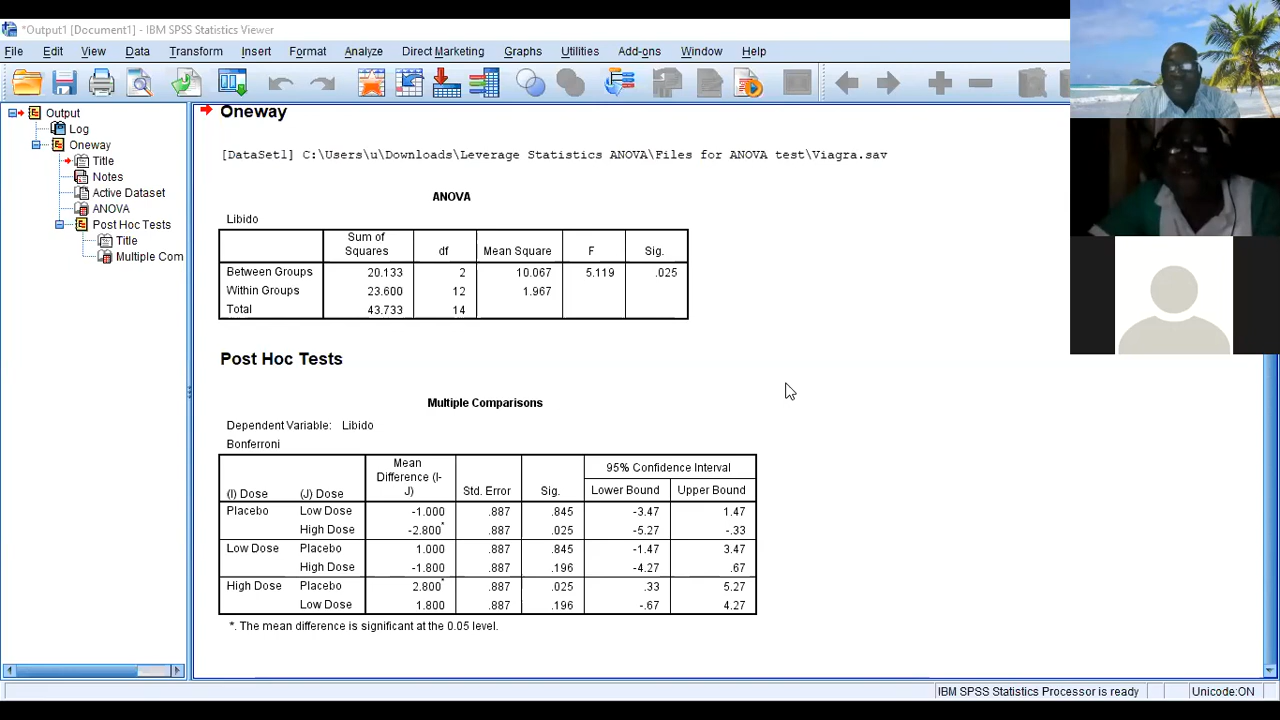 *Output1 [Document1] - IBM SPSS Statistics Viewer
File Edit View Data Transform Insert Format Analyze Direct Marketing Graphs Utilities Add-ons Window Help
Output
Log
Oneway
Title
Notes
Active Dataset
ANOVA
Post Hoc Tests
Title
Multiple Com
Oneway
[DataSet1] C:\Users\u\Downloads\Leverage Statistics ANOVA\Files for ANOVA test\Viagra.sav
ANOVA
Libido
Sum of Squares df Mean Square F Sig.
Between Groups 20.133 2 10.067 5.119 .025
Within Groups 23.600 12 1.967
Total 43.733 14
Post Hoc Tests
Multiple Comparisons
Dependent Variable: Libido
Bonferroni
(I) Dose (J) Dose Mean Difference (I-J) Std. Error Sig. 95% Confidence Interval
Lower Bound Upper Bound
Placebo Low Dose -1.000 .887 .845 -3.47 1.47
High Dose -2.800* .887 .025 -5.27 -.33
Low Dose Placebo 1.000 .887 .845 -1.47 3.47
High Dose -1.800 .887 .196 -4.27 .67
High Dose Placebo 2.800* .887 .025 .33 5.27
Low Dose 1.800 .887 .196 -.67 4.27
*. The mean difference is significant at the 0.05 level.
IBM SPSS Statistics Processor is ready Unicode:ON